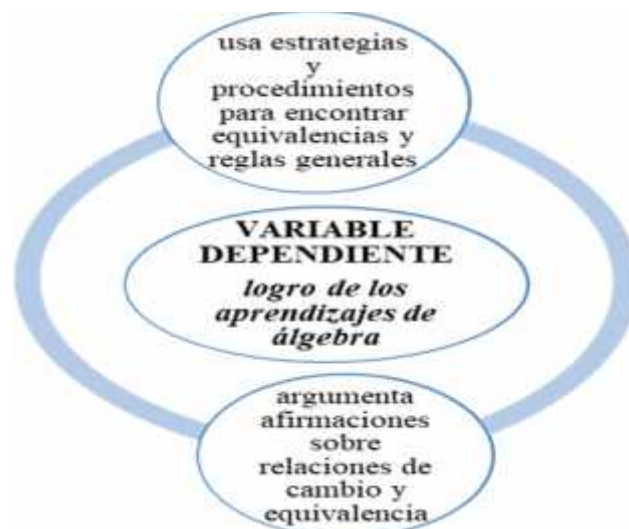 usa estrategias
y
procedimientos
para encontrar
equivalencias y
reglas generales
VARIABLE
DEPENDIENTE
logro de los
aprendizajes de
álgebra
argumenta
afirmaciones
sobre
relaciones de
cambio y
equivalencia